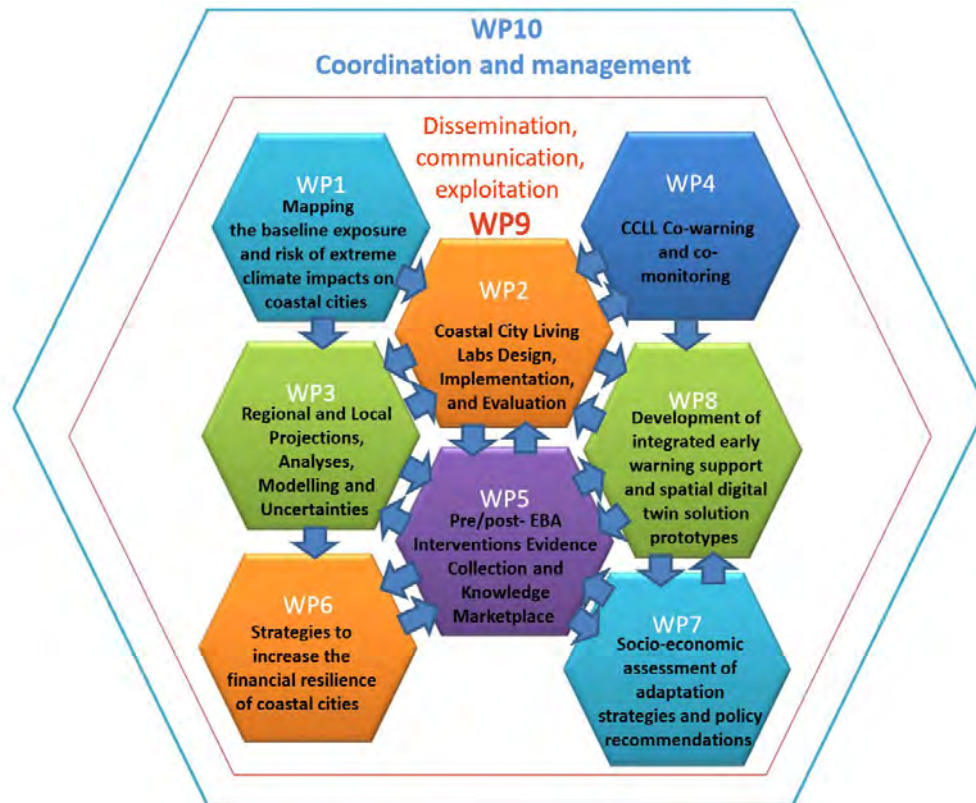 WP10
Coordination and management
Dissemination,
communication,
exploitation
WP9
WP1
Mapping
the baseline exposure
and risk of extreme
climate impacts on
coastal cities
WP4
CCLL Co-warning
and co-
monitoring
WP2
Coastal City Living
Labs Design,
Implementation,
and Evaluation
WP3
Regional and Local
Projections,
Analyses,
Modelling and
Uncertainties
WP8
Development of
integrated early
warning support
and spatial digital
twin solution
prototypes
WP5
Pre/post- EBA
Interventions Evidence
Collection and
Knowledge
Marketplace
WP6
Strategies to
increase the
financial resilience
of coastal cities
WP7
Socio-economic
assessment of
adaptation
strategies and policy
recommendations